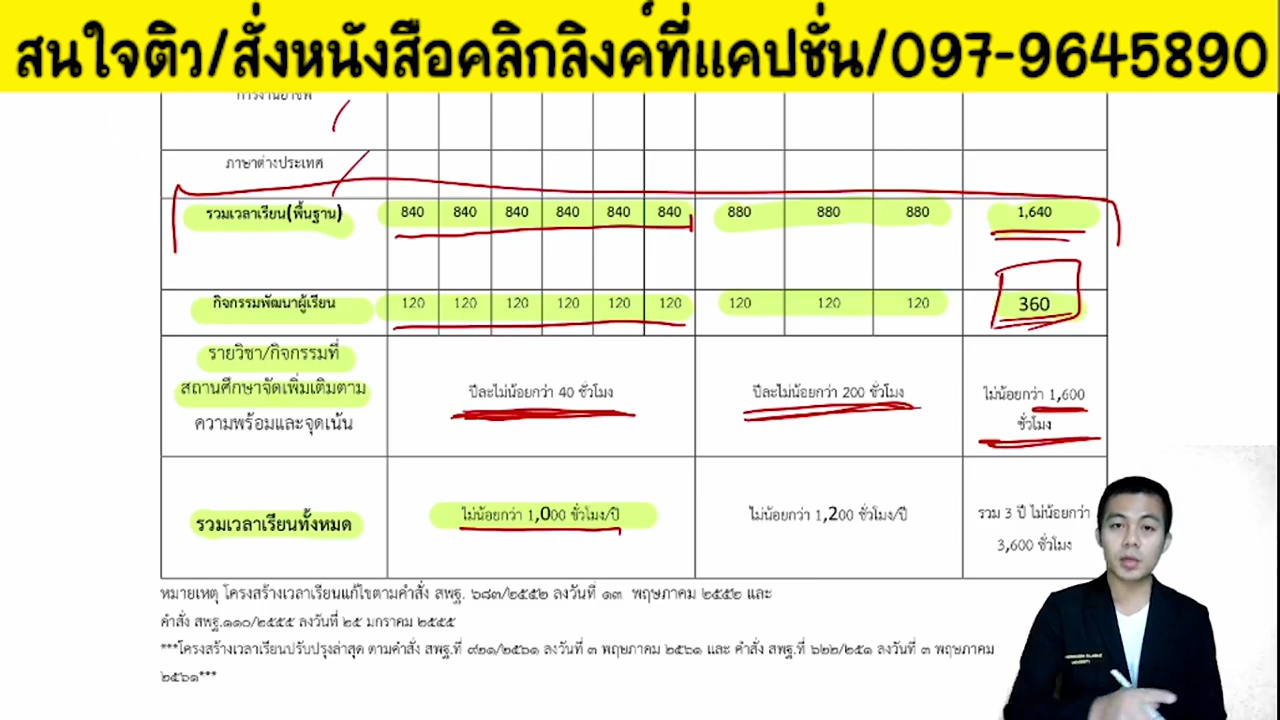 สนใจติว/สั่งหนังสือคลิกลิงค์ที่แคปชั่น/097-9645890
การงานอาชีพ
ภาษาต่างประเทศ
รวมเวลาเรียน(พื้นฐาน) 840 840 840 840 840 840 880 880 880 1,640
กิจกรรมพัฒนาผู้เรียน 120 120 120 120 120 120 120 120 120 360
รายวิชา/กิจกรรมที่
สถานศึกษาจัดเพิ่มเติมตาม
ความพร้อมและจุดเน้น
ปีละไม่น้อยกว่า 40 ชั่วโมง
ปีละไม่น้อยกว่า 200 ชั่วโมง
ไม่น้อยกว่า 1,600
ชั่วโมง
รวมเวลาเรียนทั้งหมด
ไม่น้อยกว่า 1,000 ชั่วโมง/ปี
ไม่น้อยกว่า 1,200 ชั่วโมง/ปี
รวม 3 ปี ไม่น้อยกว่า
3,600 ชั่วโมง
หมายเหตุ โครงสร้างเวลาเรียนแก้ไขตามคำสั่ง สพฐ. ๖๘๓/๒๕๕๒ ลงวันที่ ๑๓ พฤษภาคม ๒๕๕๒ และ
คำสั่ง สพฐ.๑๑๐/๒๕๕๕ ลงวันที่ ๒๕ มกราคม ๒๕๕๕
***โครงสร้างเวลาเรียนปรับปรุงล่าสุด ตามคำสั่ง สพฐ.ที่ ๙๒๑/๒๕๖๑ ลงวันที่ ๓ พฤษภาคม ๒๕๖๑ และ คำสั่ง สพฐ.ที่ ๖๒๒/๒๕๑ ลงวันที่ ๓ พฤษภาคม
๒๕๖๑***